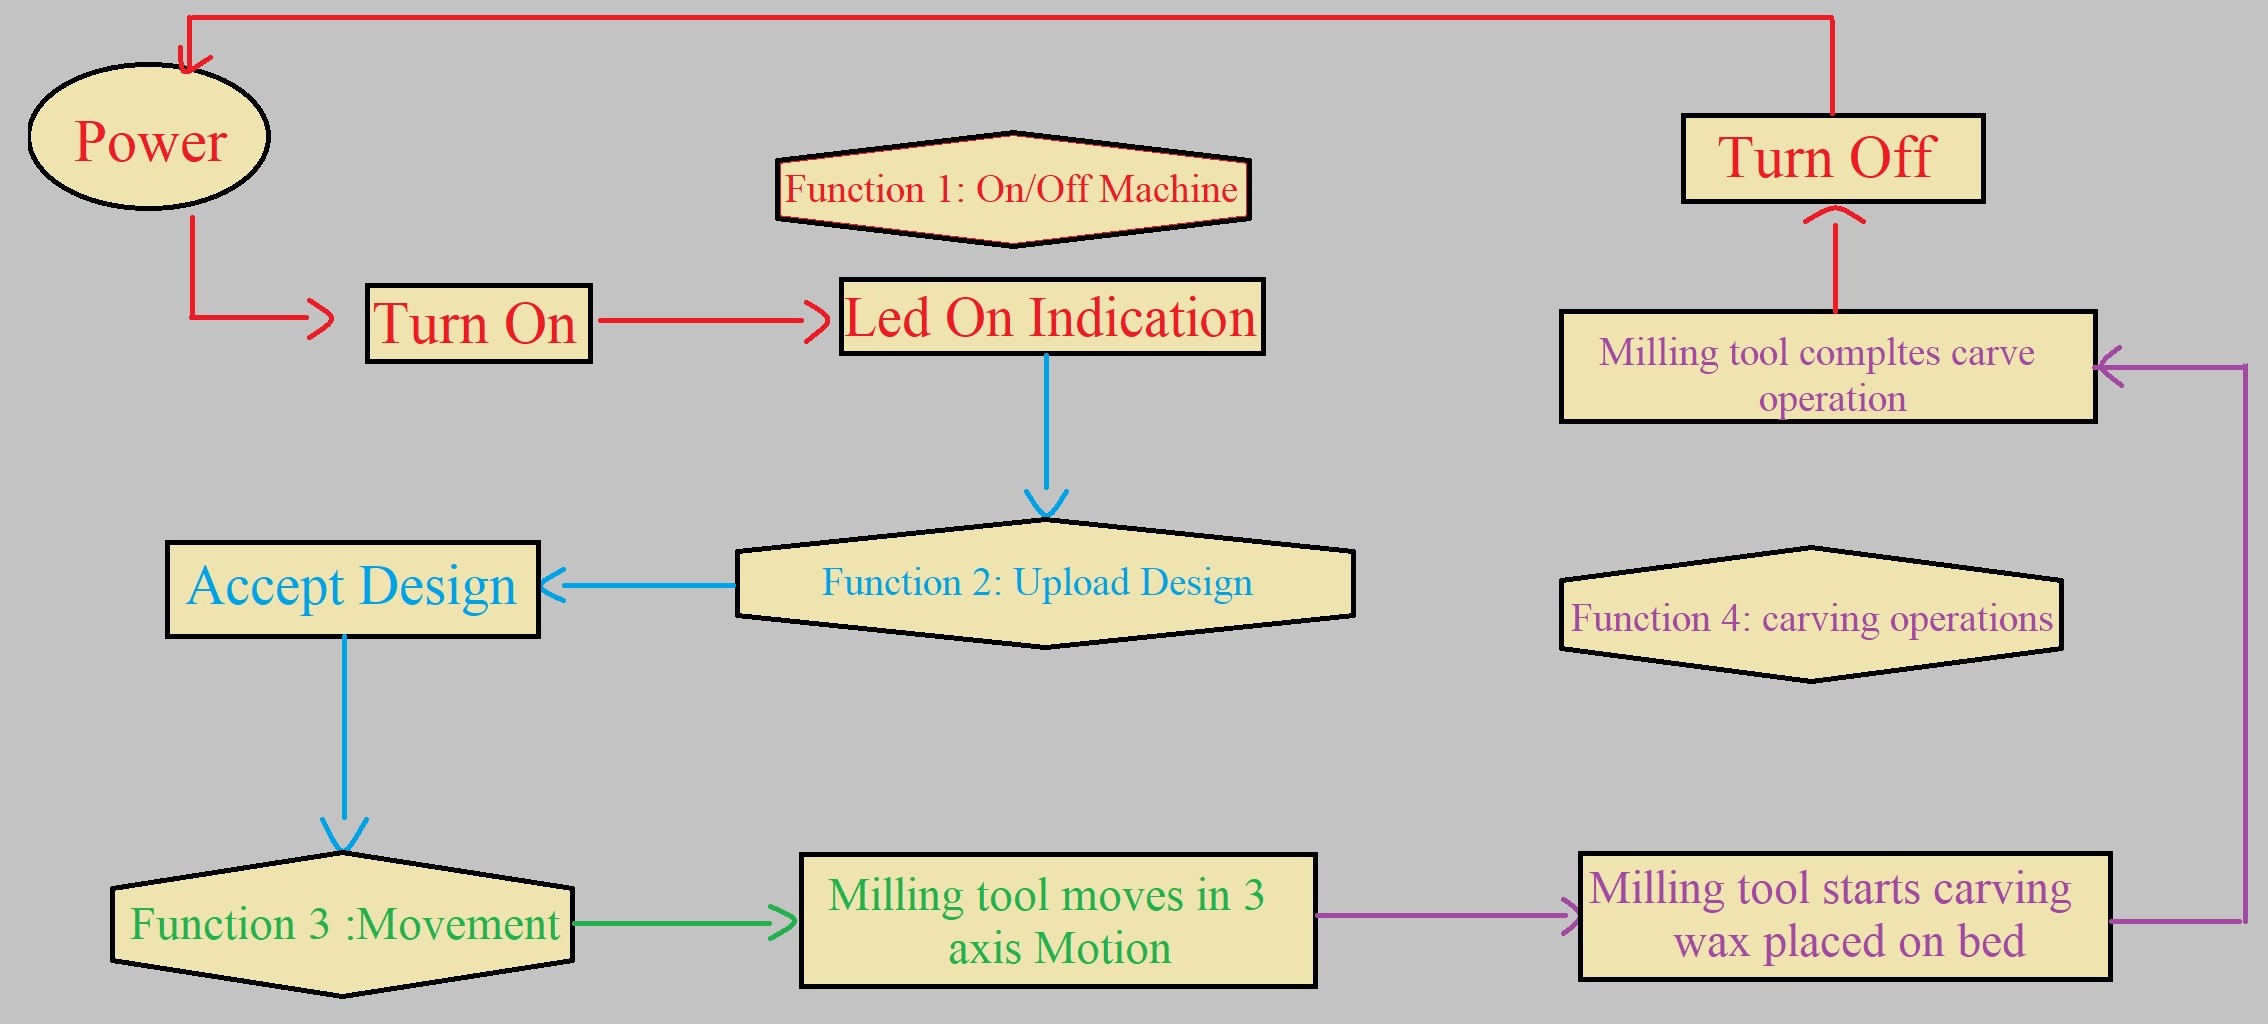 Power
Function 1: On/Off Machine
Turn Off
Turn On
Led On Indication
Milling tool compltes carve
operation
Accept Design
Function 2: Upload Design
Function 4: carving operations
Function 3 :Movement
Milling tool moves in 3
axis Motion
Milling tool starts carving
wax placed on bed